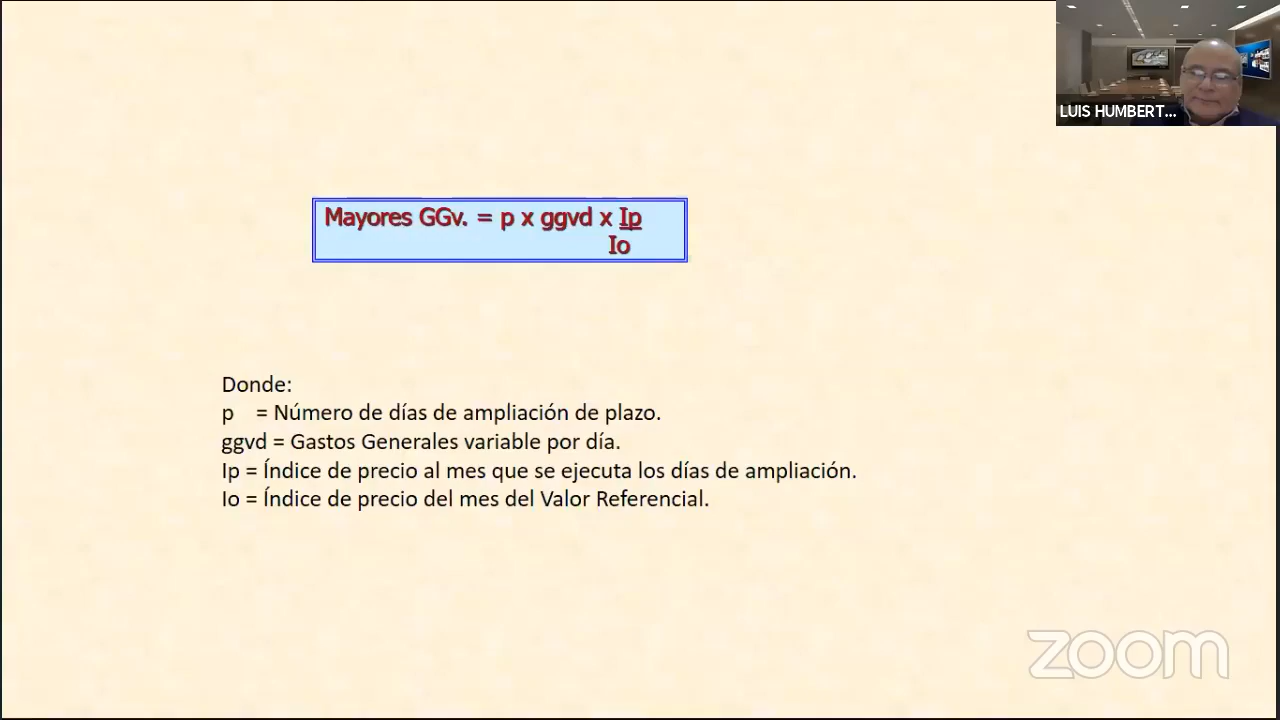 LUIS HUMBERT...
Mayores GGv. = p x ggvd x Ip
Io
Donde:
p = Número de días de ampliación de plazo.
ggvd = Gastos Generales variable por día.
Ip = Índice de precio al mes que se ejecuta los días de ampliación.
Io = Índice de precio del mes del Valor Referencial.
zoom